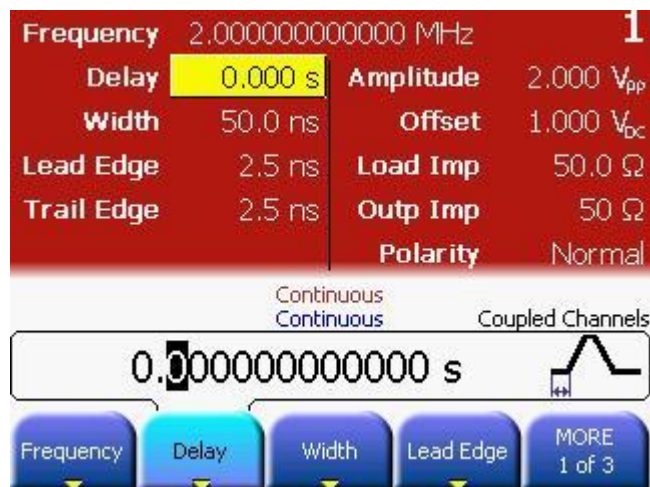 Frequency 2.000000000000 MHz 1
Delay 0.000 s Amplitude 2.000 Vpp
Width 50.0 ns Offset 1.000 VDC
Lead Edge 2.5 ns Load Imp 50.0 Ω
Trail Edge 2.5 ns Outp Imp 50 Ω
Polarity Normal
Continuous
Continuous Coupled Channels
0.0000000000000 s
Frequency Delay Width Lead Edge MORE
1 of 3